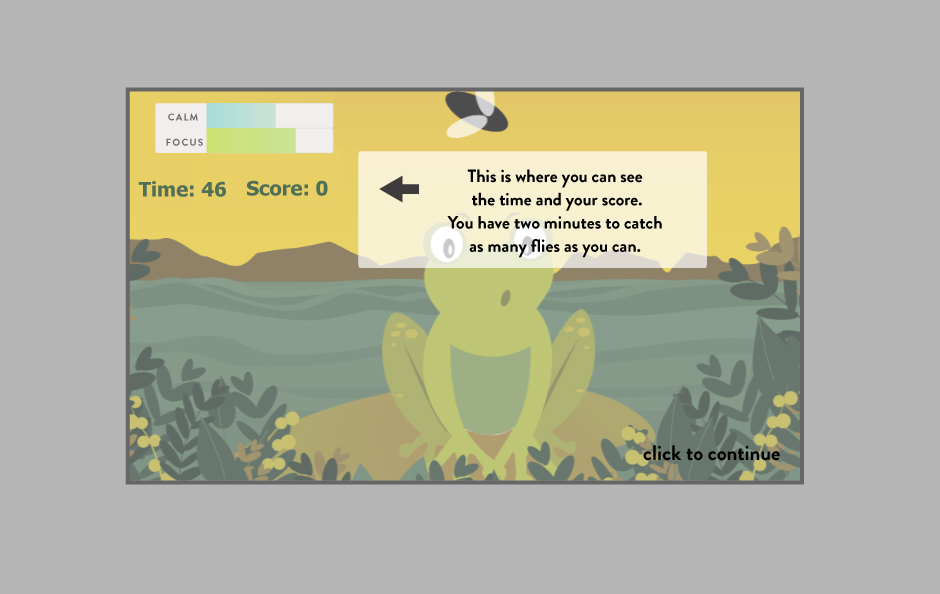 CALM
FOCUS
Time: 46 Score: 0
This is where you can see
the time and your score.
You have two minutes to catch
as many flies as you can.
click to continue